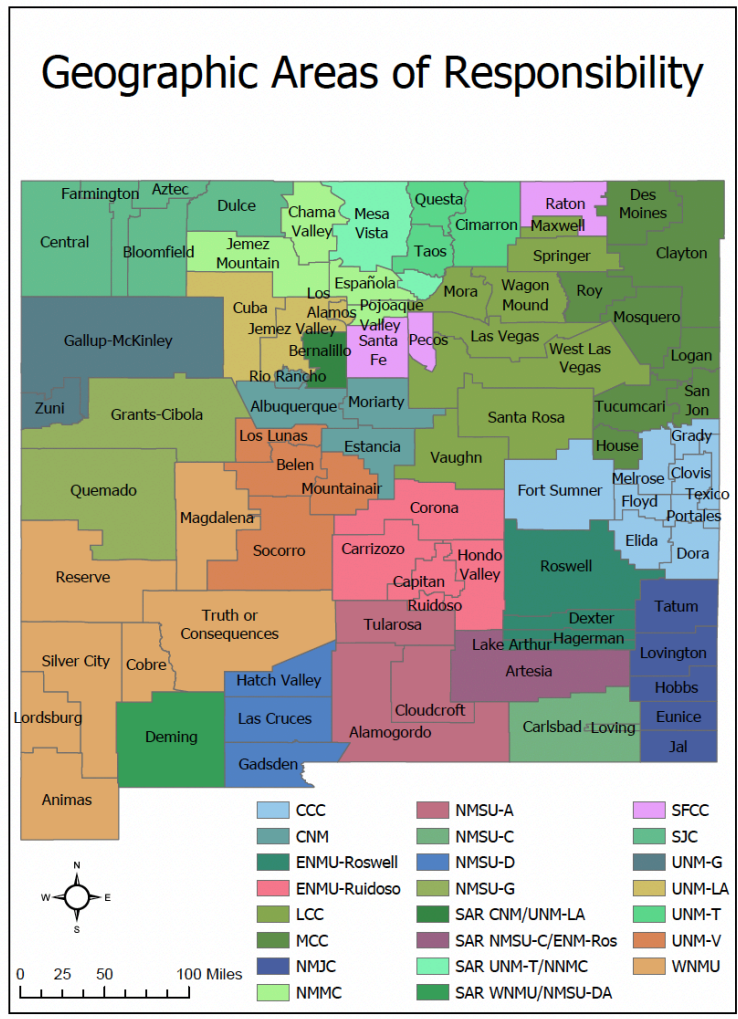 Geographic Areas of Responsibility
Farmington
Aztec
Dulce
Central
Bloomfield
Chama
Valley
Mesa
Vista
Questa
Taos
Cimarron
Raton
Maxwell
Des
Moines
Clayton
Jemez
Mountain
Springer
Española
Los
Alamos
Pojoaque
Valley
Mora
Wagon
Mound
Roy
Mosquero
Gallup-McKinley
Cuba
Jemez Valley
Bernalillo
Santa
Fe
Pecos
Las Vegas
West Las
Vegas
Logan
Rio Rancho
Zuni
Grants-Cibola
Albuquerque
Moriarty
Santa Rosa
Tucumcari
San
Jon
Los Lunas
Estancia
Vaughn
House
Grady
Belen
Mountainair
Quemado
Magdalena
Fort Sumner
Melrose
Clovis
Texico
Floyd
Portales
Corona
Elida
Dora
Socorro
Carrizozo
Hondo
Valley
Capitan
Ruidoso
Roswell
Reserve
Truth or
Consequences
Tularosa
Dexter
Hagerman
Lake Arthur
Artesia
Tatum
Lovington
Hobbs
Silver City
Cobre
Hatch Valley
Lordsburg
Deming
Las Cruces
Cloudcroft
Alamogordo
Carlsbad
Loving
Eunice
Jal
Gadsden
Animas
CCC
CNM
ENMU-Roswell
ENMU-Ruidoso
LCC
MCC
NMJC
NMMC
NMSU-A
NMSU-C
NMSU-D
NMSU-G
SAR CNM/UNM-LA
SAR NMSU-C/ENM-Ros
SAR UNM-T/NNMC
SAR WNMU/NMSU-DA
SFCC
SJC
UNM-G
UNM-LA
UNM-T
UNM-V
WNMU
N
W E
S
0 25 50 100 Miles